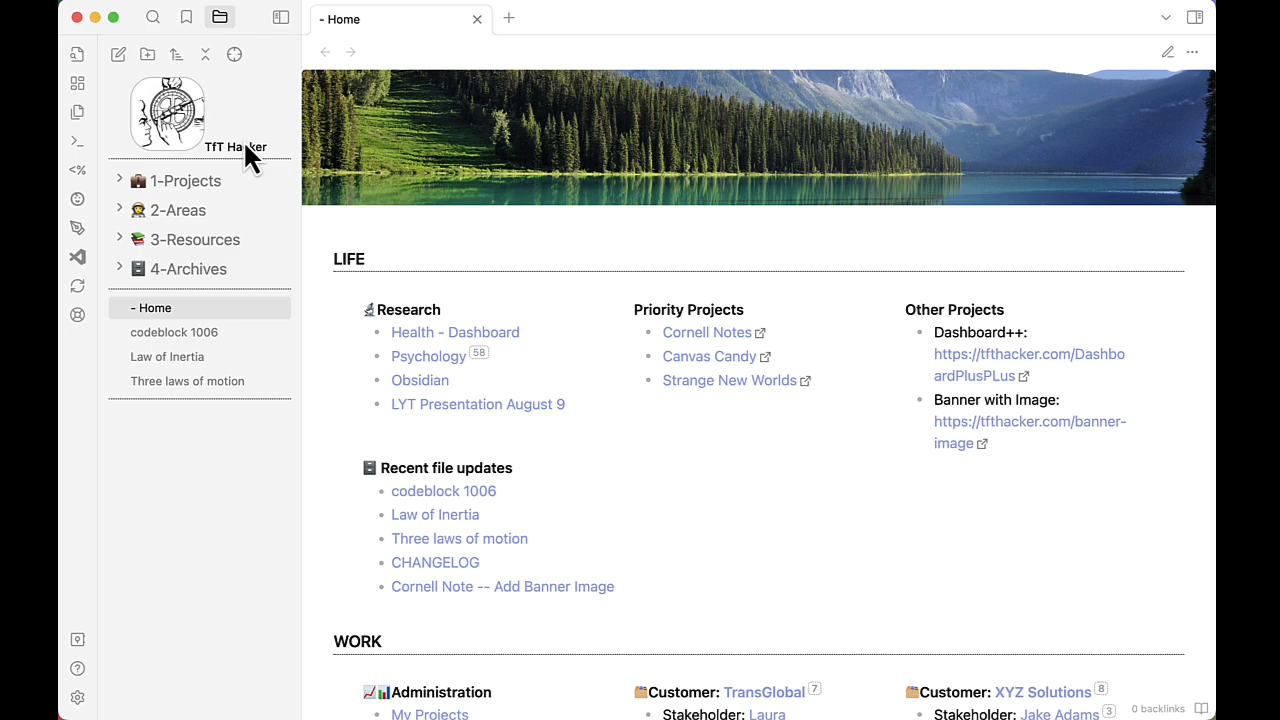 - Home
TfT Hacker
1-Projects
2-Areas
3-Resources
4-Archives
- Home
codeblock 1006
Law of Inertia
Three laws of motion
LIFE
Research
Health - Dashboard
Psychology 58
Obsidian
LYT Presentation August 9
Priority Projects
Cornell Notes
Canvas Candy
Strange New Worlds
Other Projects
Dashboard++:
https://tfthacker.com/Dashbo
ardPlusPLus
Banner with Image:
https://tfthacker.com/banner-
image
Recent file updates
codeblock 1006
Law of Inertia
Three laws of motion
CHANGELOG
Cornell Note -- Add Banner Image
WORK
Administration
My Projects
Customer: TransGlobal 7
Stakeholder: Laura
Customer: XYZ Solutions 8
Stakeholder: Jake Adams 3
0 backlinks